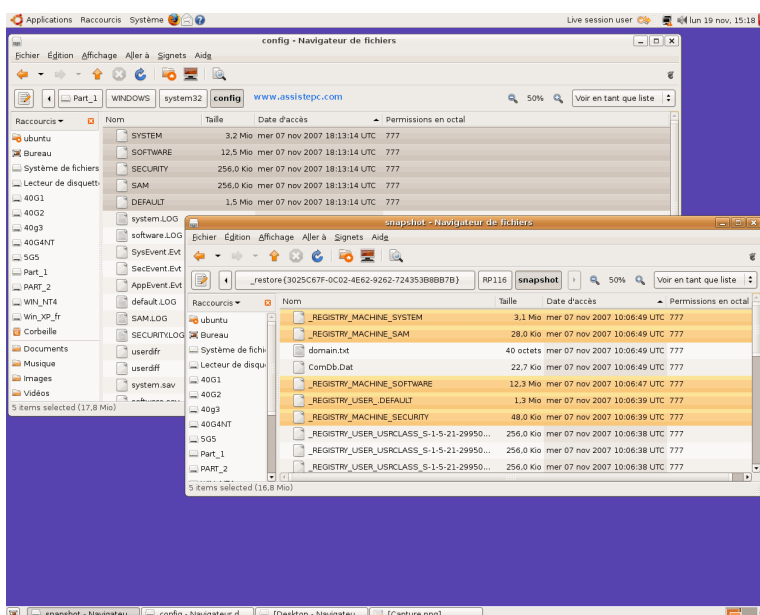 Applications Raccourcis Système
Live session user
lun 19 nov, 15:18
config - Navigateur de fichiers
Fichier Édition Affichage Aller à Signets Aide
Part_1 WINDOWS system32 config www.assistepc.com 50% Voir en tant que liste
Raccourcis
Nom Taille Date d'accès Permissions en octal
ubuntu
Bureau
Système de fichiers
Lecteur de disquett
40G1
40G2
40g3
40G4NT
5G5
Part_1
PART_2
WIN_NT4
Win_XP_fr
Corbeille
Documents
Musique
Images
Vidéos
SYSTEM 3,2 Mio mer 07 nov 2007 18:13:14 UTC 777
SOFTWARE 12,5 Mio mer 07 nov 2007 18:13:14 UTC 777
SECURITY 256,0 Kio mer 07 nov 2007 18:13:14 UTC 777
SAM 256,0 Kio mer 07 nov 2007 18:13:14 UTC 777
DEFAULT 1,5 Mio mer 07 nov 2007 18:13:14 UTC 777
system.LOG
software.LOG
SysEvent.Evt
SecEvent.Evt
AppEvent.Evt
default.LOG
SAM.LOG
SECURITY.LOG
userdifr
userdiff
system.sav
5 items selected (17,8 Mio)
snapshot - Navigateur de fichiers
Fichier Édition Affichage Aller à Signets Aide
_restore{3025C67F-0C02-4E62-9262-724353B8BB7B} RP116 snapshot 50% Voir en tant que liste
Raccourcis
Nom Taille Date d'accès Permissions en octal
ubuntu
Bureau
Système de fichi
Lecteur de disqu
40G1
40G2
40g3
40G4NT
5G5
Part_1
PART_2
_REGISTRY_MACHINE_SYSTEM 3,1 Mio mer 07 nov 2007 10:06:49 UTC 777
_REGISTRY_MACHINE_SAM 28,0 Kio mer 07 nov 2007 10:06:49 UTC 777
domain.txt 40 octets mer 07 nov 2007 10:06:49 UTC 777
ComDb.Dat 22,7 Kio mer 07 nov 2007 10:06:49 UTC 777
_REGISTRY_MACHINE_SOFTWARE 12,3 Mio mer 07 nov 2007 10:06:47 UTC 777
_REGISTRY_USER_.DEFAULT 1,3 Mio mer 07 nov 2007 10:06:39 UTC 777
_REGISTRY_MACHINE_SECURITY 48,0 Kio mer 07 nov 2007 10:06:39 UTC 777
_REGISTRY_USER_USRCLASS_S-1-5-21-29950... 256,0 Kio mer 07 nov 2007 10:06:38 UTC 777
_REGISTRY_USER_USRCLASS_S-1-5-21-29950... 256,0 Kio mer 07 nov 2007 10:06:38 UTC 777
_REGISTRY_USER_USRCLASS_S-1-5-21-29950... 256,0 Kio mer 07 nov 2007 10:06:38 UTC 777
5 items selected (16,8 Mio)
snapshot - Navigateu... config - Navigateur d... [Desktop - Navigateu... [Capture.png]